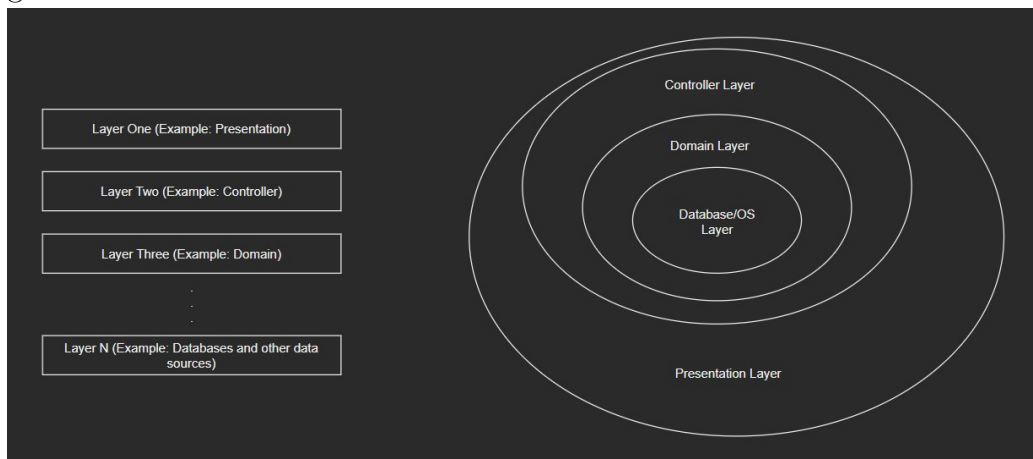 Layer One (Example: Presentation)
Layer Two (Example: Controller)
Layer Three (Example: Domain)
.
.
.
Layer N (Example: Databases and other data
sources)
Controller Layer
Domain Layer
Database/OS
Layer
Presentation Layer